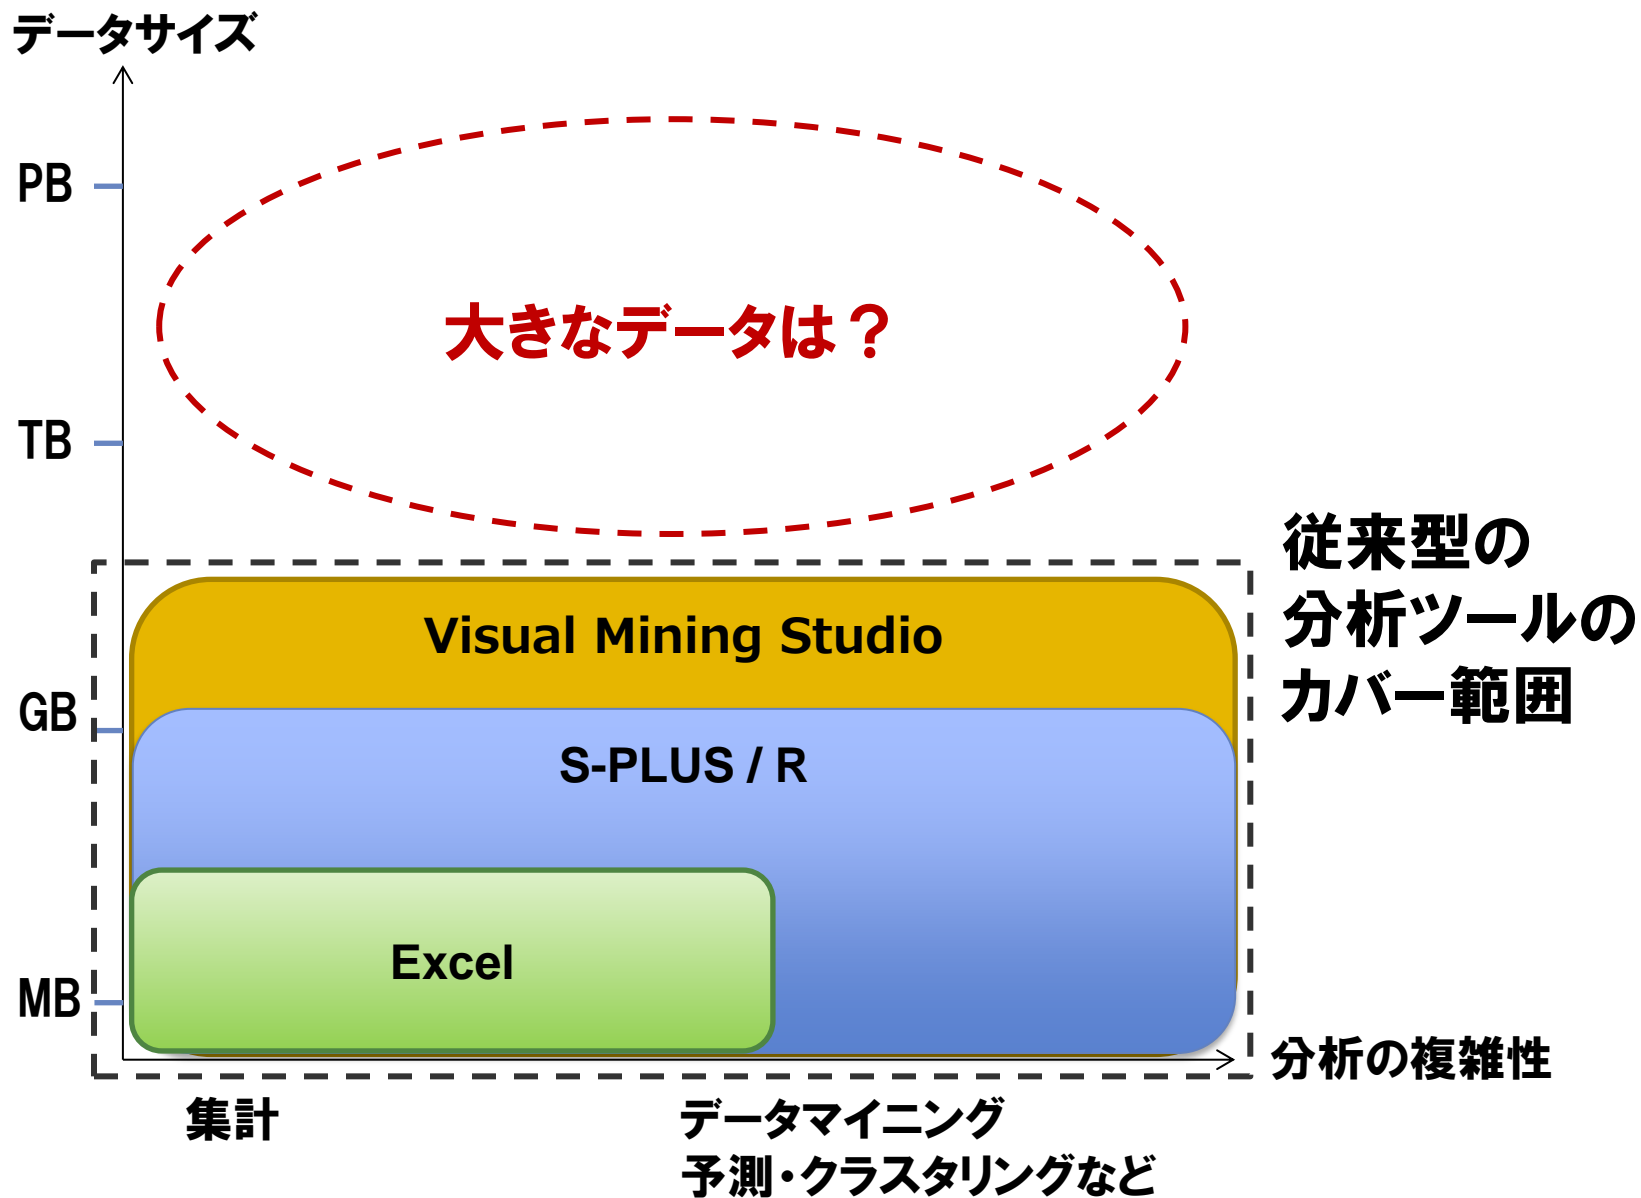 データサイズ
PB
大きなデータは？
TB
従来型の
分析ツールの
カバー範囲
Visual Mining Studio
GB
S-PLUS / R
Excel
MB
分析の複雑性
集計
データマイニング
予測・クラスタリングなど